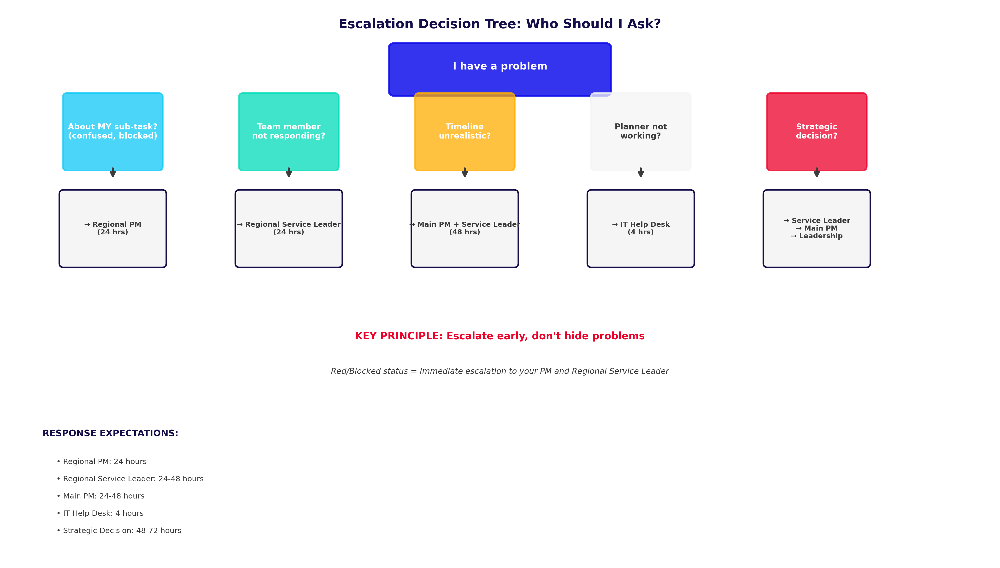 Escalation Decision Tree: Who Should I Ask?
I have a problem
About MY sub-task?
(confused, blocked)
Team member
not responding?
Timeline
unrealistic?
Planner not
working?
Strategic
decision?
→ Regional PM
(24 hrs)
→ Regional Service Leader
(24 hrs)
→ Main PM + Service Leader
(48 hrs)
→ IT Help Desk
(4 hrs)
→ Service Leader
→ Main PM
→ Leadership
KEY PRINCIPLE: Escalate early, don't hide problems
Red/Blocked status = Immediate escalation to your PM and Regional Service Leader
RESPONSE EXPECTATIONS:
• Regional PM: 24 hours
• Regional Service Leader: 24-48 hours
• Main PM: 24-48 hours
• IT Help Desk: 4 hours
• Strategic Decision: 48-72 hours